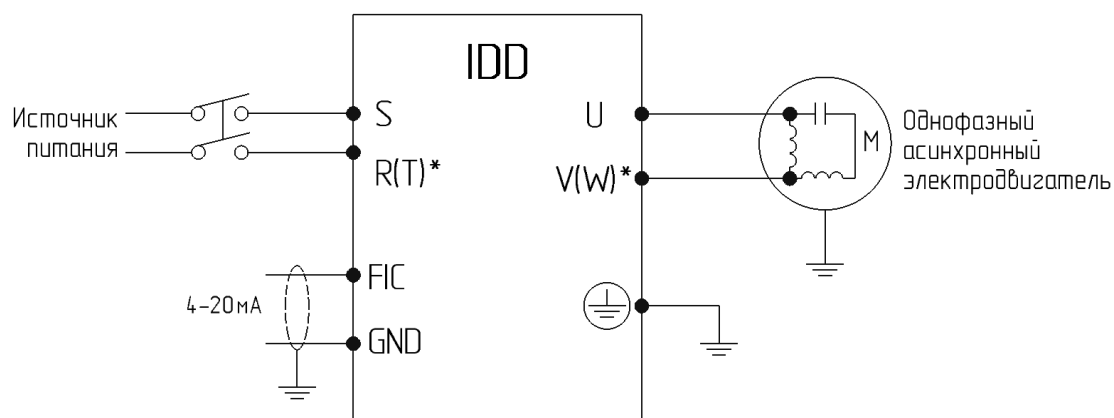 IDD
Источник
питания
S
R(T)*
U
V(W)*
M
Однофазный
асинхронный
электродвигатель
4-20мА
FIC
GND